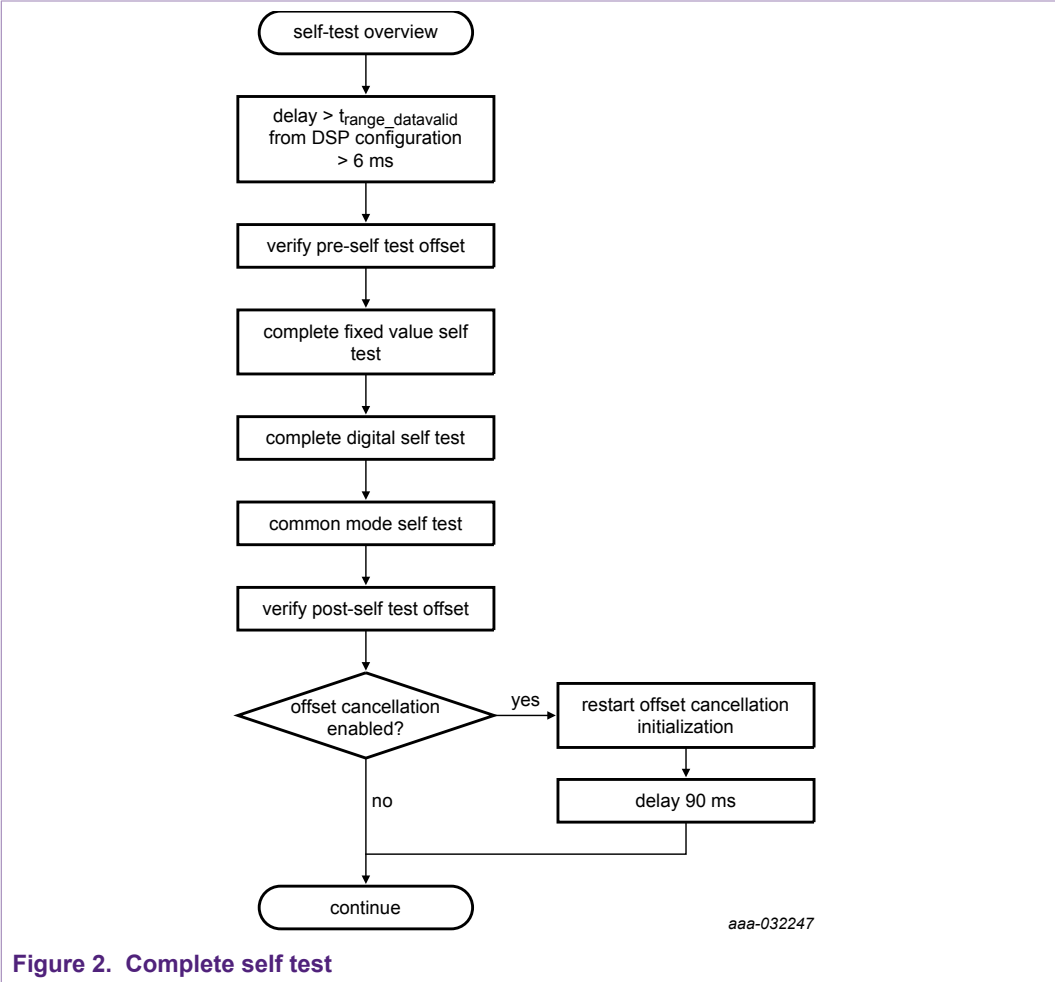 self-test overview
delay > trange_datavalid
from DSP configuration
> 6 ms
verify pre-self test offset
complete fixed value self
test
complete digital self test
common mode self test
verify post-self test offset
offset cancellation
enabled?
yes
restart offset cancellation
initialization
delay 90 ms
no
continue
aaa-032247
Figure 2. Complete self test